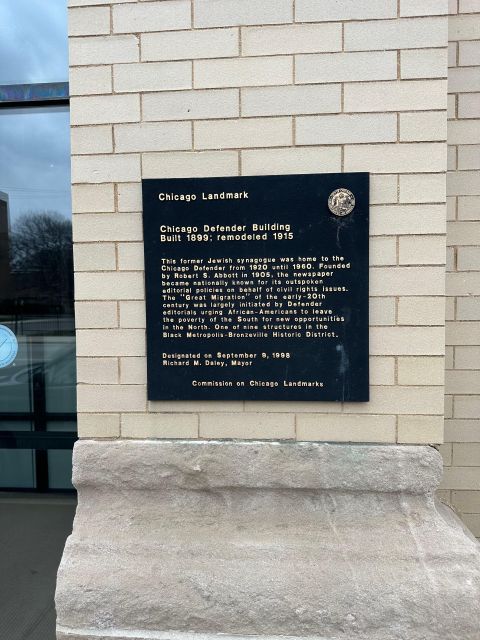 Chicago Landmark
Chicago Defender Building
Built 1899; remodeled 1915
This former Jewish synagogue was home to the
Chicago Defender from 1920 until 1960. Founded
by Robert S. Abbott in 1905, the newspaper
became nationally known for its outspoken
editorial policies on behalf of civil rights issues.
The "Great Migration" of the early-20th
century was largely initiated by Defender
editorials urging African-Americans to leave
the poverty of the South for new opportunities
in the North. One of nine structures in the
Black Metropolis-Bronzeville Historic District.
Designated on September 9, 1998
Richard M. Daley, Mayor
Commission on Chicago Landmarks